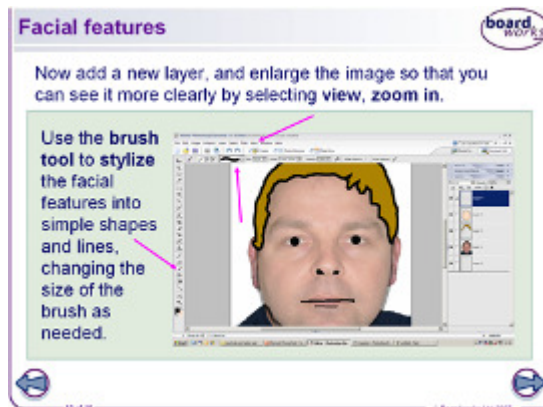 Facial features
board
works
Now add a new layer, and enlarge the image so that you
can see it more clearly by selecting view, zoom in.
Use the brush
tool to stylize
the facial
features into
simple shapes
and lines,
changing the
size of the
brush as
needed.